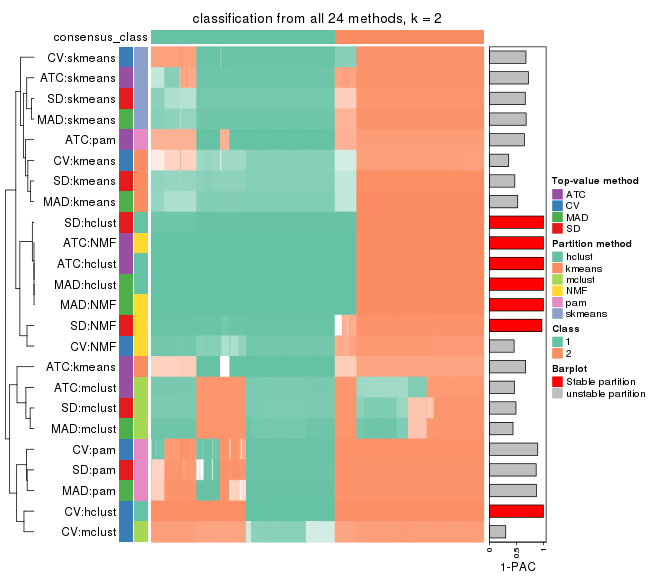 classification from all 24 methods, k = 2
consensus_class
CV:skmeans
ATC:skmeans
SD:skmeans
MAD:skmeans
ATC:pam
CV:kmeans
SD:kmeans
MAD:kmeans
SD:hclust
ATC:NMF
ATC:hclust
MAD:hclust
MAD:NMF
SD:NMF
CV:NMF
ATC:kmeans
ATC:mclust
SD:mclust
MAD:mclust
CV:pam
SD:pam
MAD:pam
CV:hclust
CV:mclust
0
0.5
1
1-PAC
Top-value method
ATC
CV
MAD
SD
Partition method
hclust
kmeans
mclust
NMF
pam
skmeans
Class
1
2
Barplot
Stable partition
unstable partition